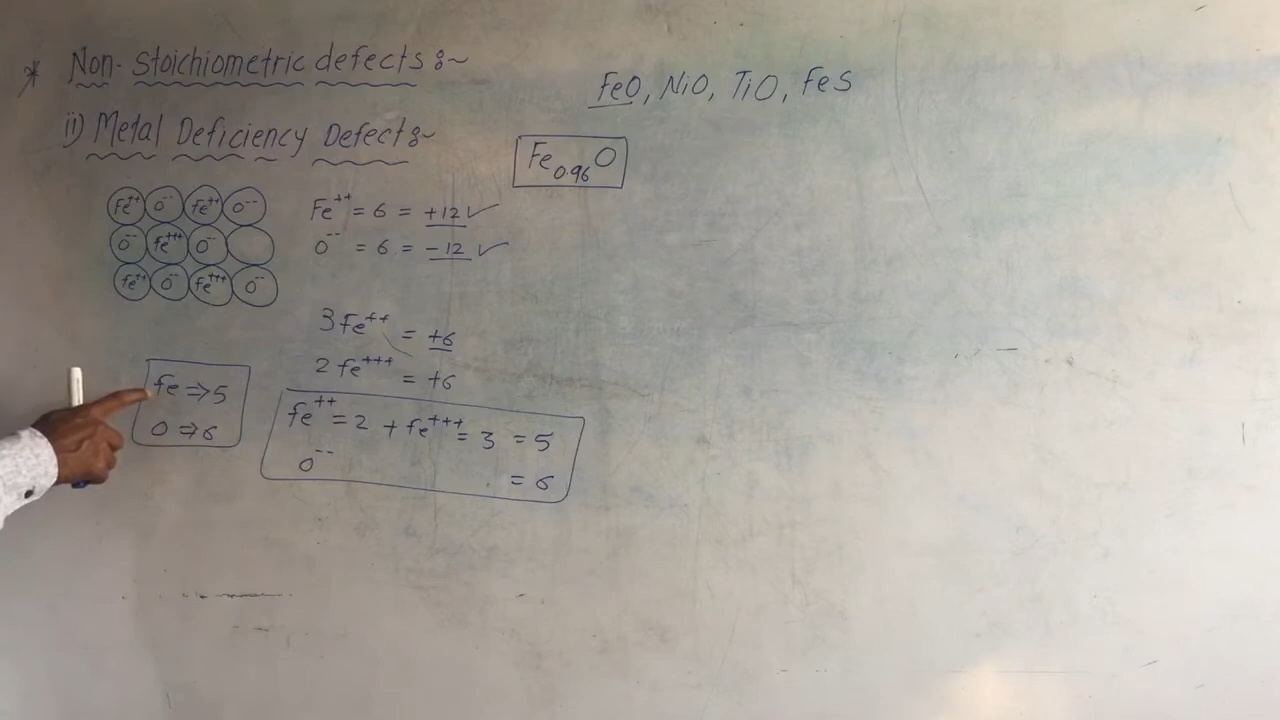 * Non-Stoichiometric defects :~
FeO, NiO, TiO, FeS
ii) Metal Deficiency Defect :~
Fe0.96O
Fe++ O-- Fe++ O--
O-- Fe+++ O--
Fe++ O-- Fe+++ O--
Fe++ = 6 = +12 ✓
O-- = 6 = -12 ✓
3Fe++ = +6
2Fe+++ = +6
Fe ⇒ 5
O ⇒ 6
Fe++ = 2 + Fe+++ = 3 = 5
O-- = 6